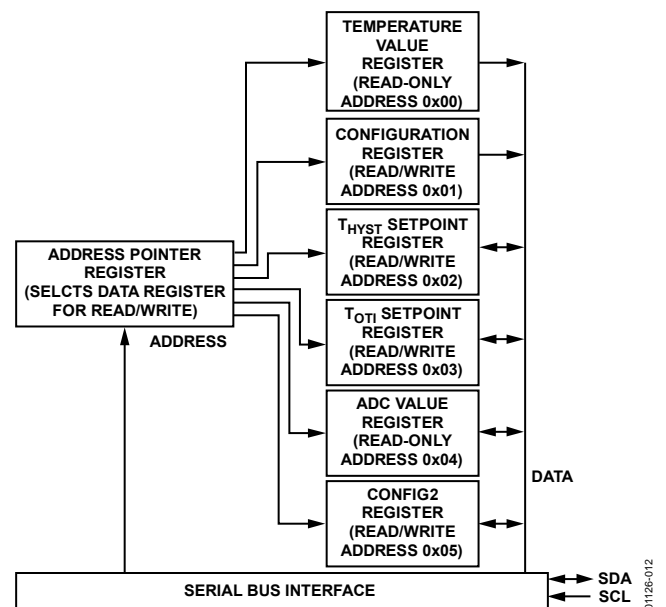 TEMPERATURE
VALUE
REGISTER
(READ-ONLY
ADDRESS 0x00)
CONFIGURATION
REGISTER
(READ/WRITE
ADDRESS 0x01)
THYST SETPOINT
REGISTER
(READ/WRITE
ADDRESS 0x02)
ADDRESS POINTER
REGISTER
(SELCTS DATA REGISTER
FOR READ/WRITE)
ADDRESS
TOTI SETPOINT
REGISTER
(READ/WRITE
ADDRESS 0x03)
ADC VALUE
REGISTER
(READ-ONLY
ADDRESS 0x04)
DATA
CONFIG2
REGISTER
(READ/WRITE
ADDRESS 0x05)
SERIAL BUS INTERFACE
SDA
SCL
01126-012